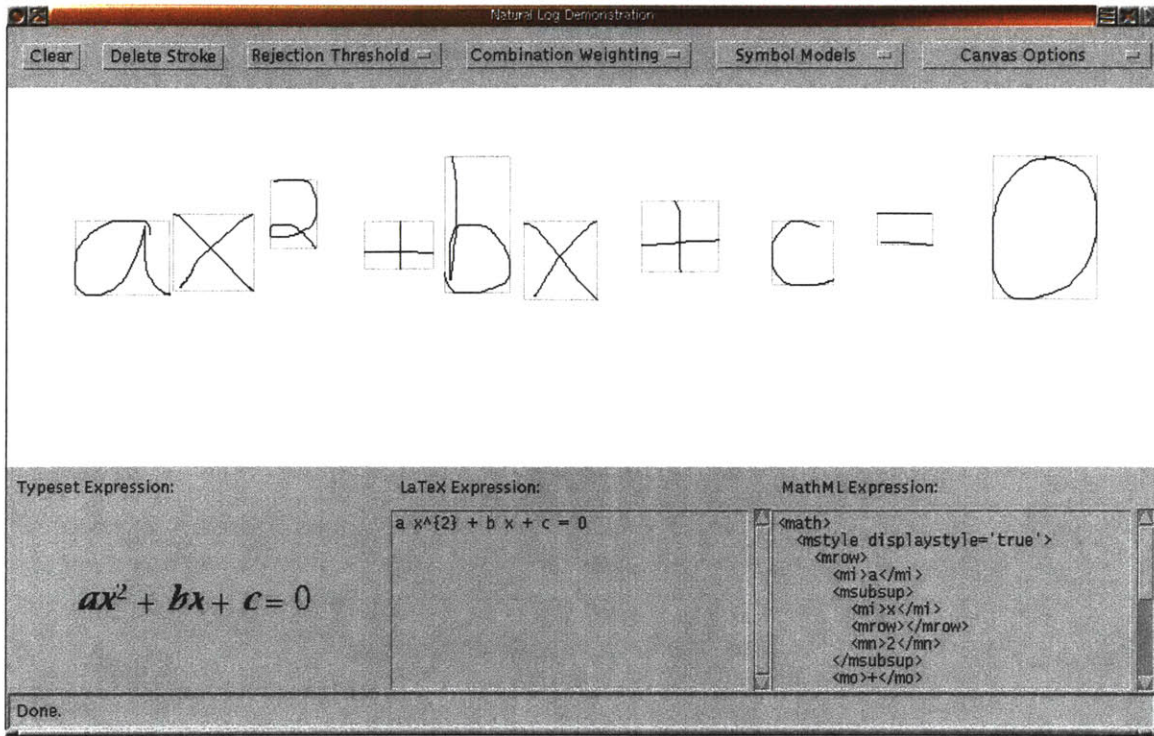 Natural Log Demonstration
Clear Delete Stroke Rejection Threshold Combination Weighting Symbol Models Canvas Options
ax² + bx + c = 0
Typeset Expression: LaTeX Expression: MathML Expression:
a x^{2} + b x + c = 0
<math>
<mstyle displaystyle='true'>
<mrow>
<mi>a</mi>
<msubsup>
<mi>x</mi>
<mrow></mrow>
<mn>2</mn>
</msubsup>
<mo>+</mo>
ax² + bx + c = 0
Done.